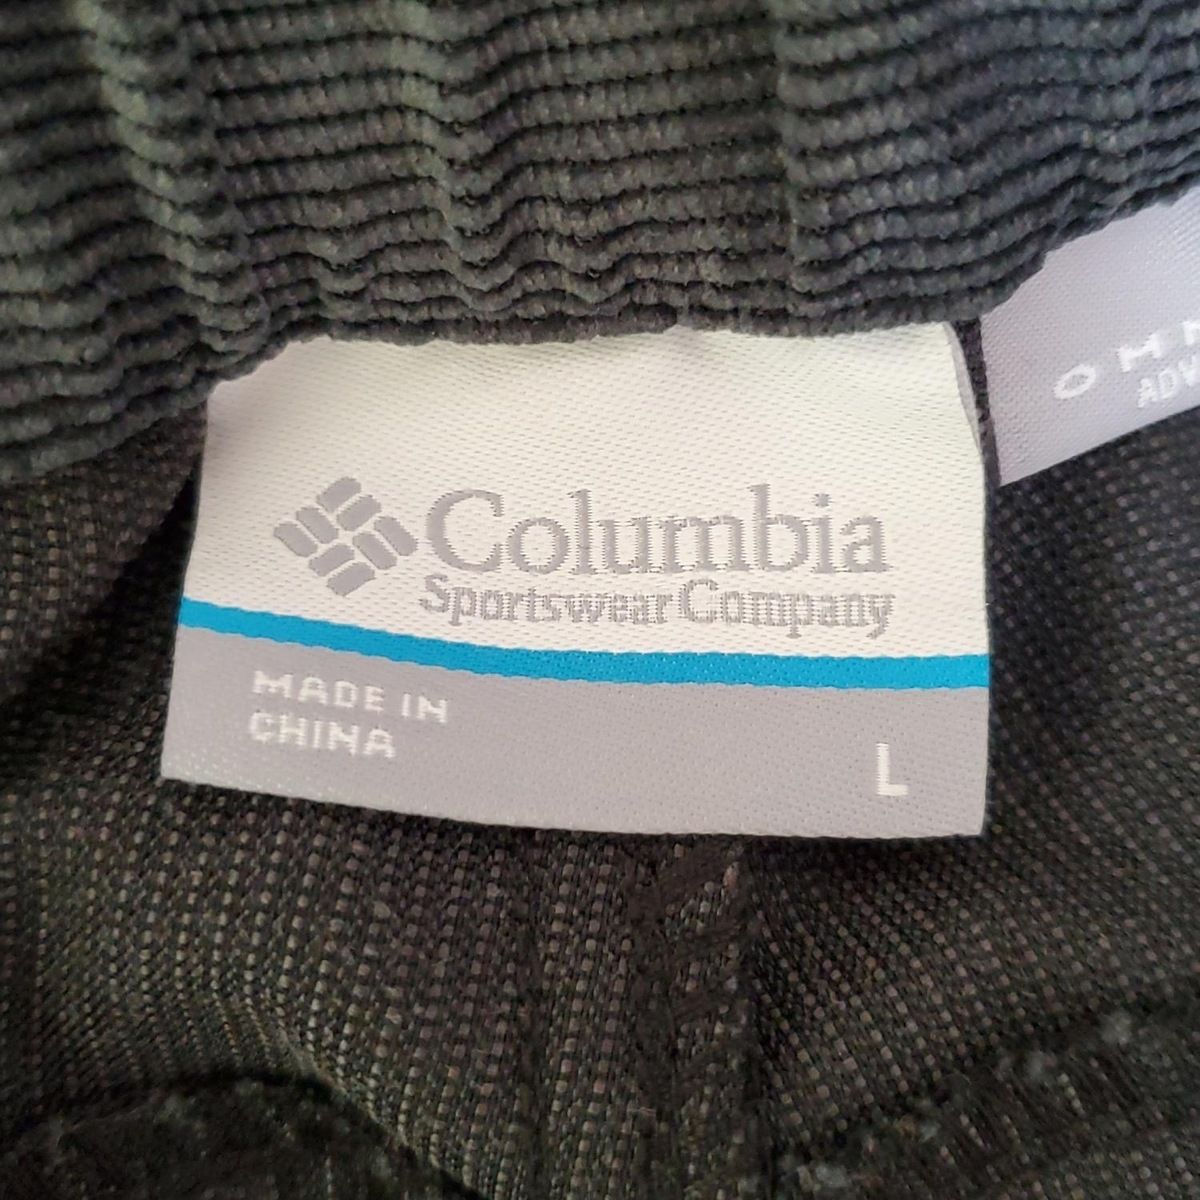 Columbia
Sportswear Company
MADE IN
CHINA
L